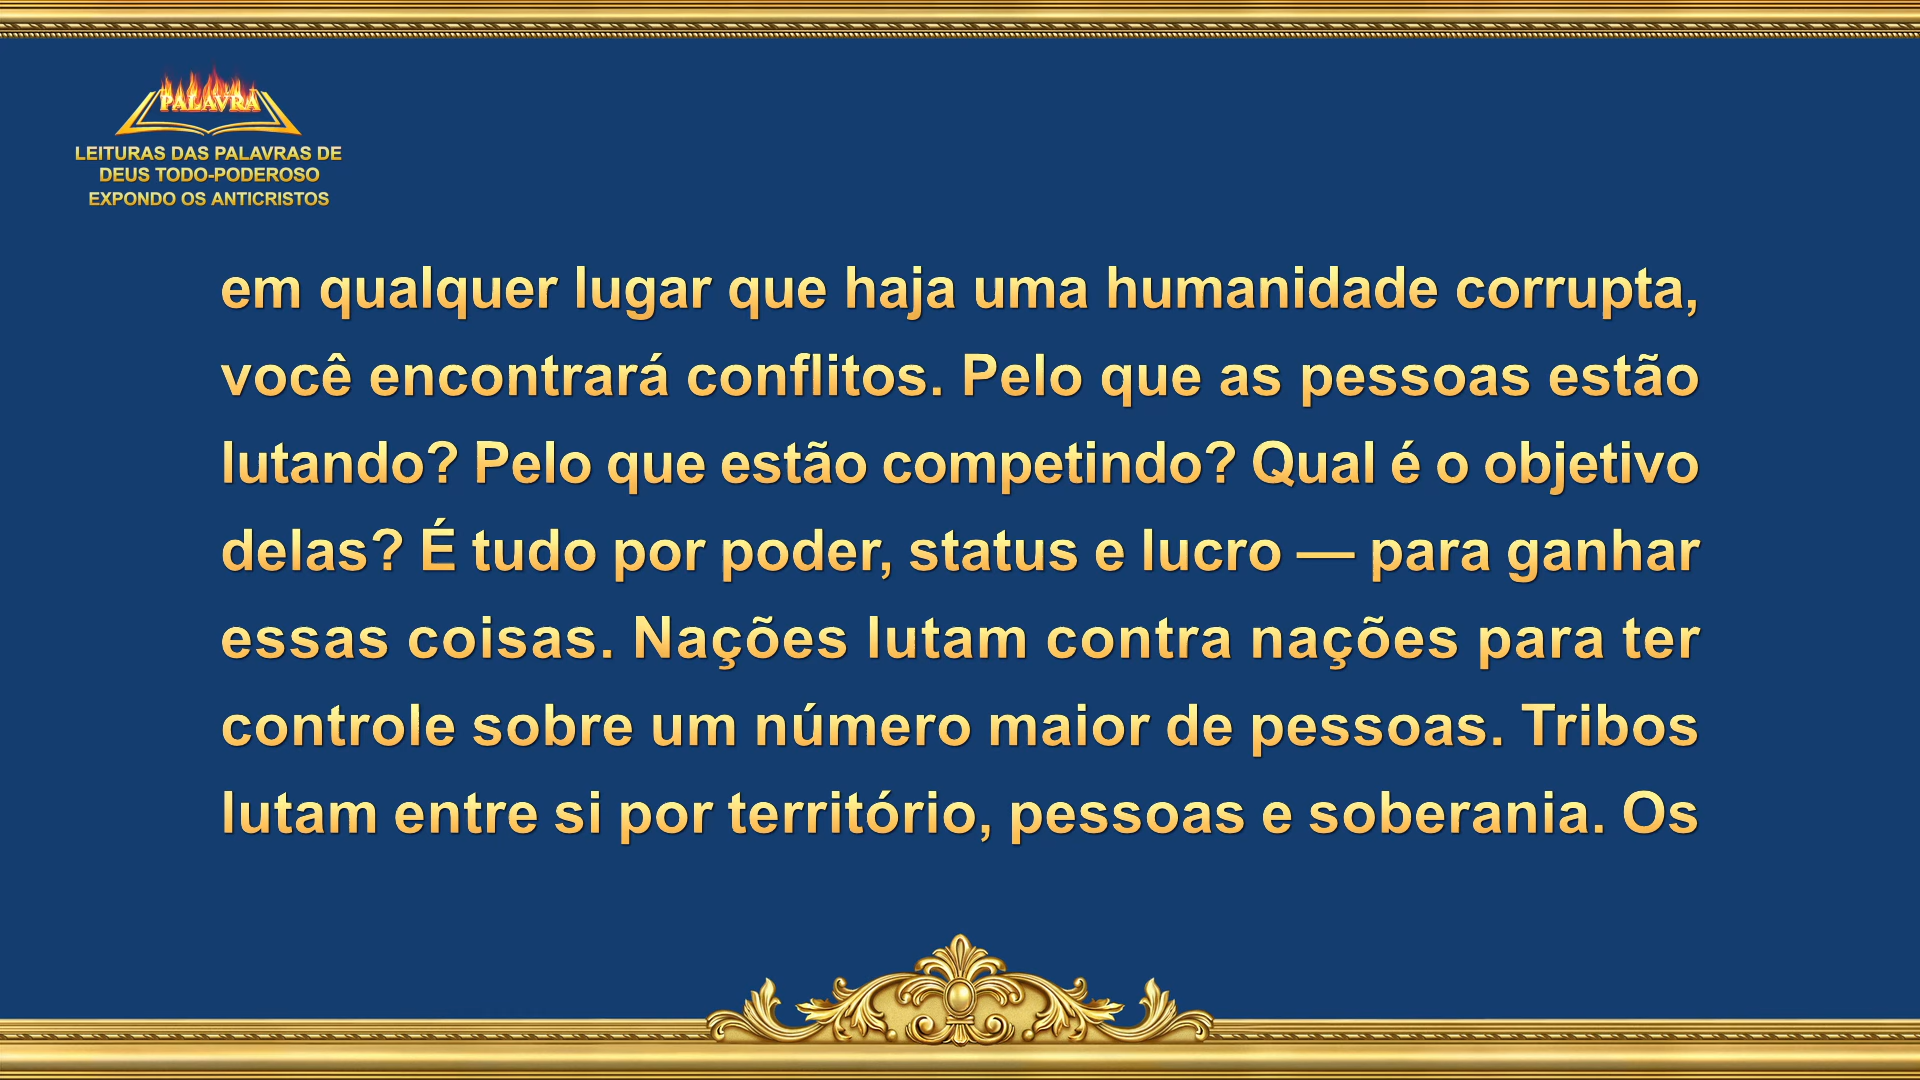 PALAVRA
LEITURAS DAS PALAVRAS DE
DEUS TODO-PODEROSO
EXPONDO OS ANTICRISTOS
em qualquer lugar que haja uma humanidade corrupta,
você encontrará conflitos. Pelo que as pessoas estão
lutando? Pelo que estão competindo? Qual é o objetivo
delas? É tudo por poder, status e lucro — para ganhar
essas coisas. Nações lutam contra nações para ter
controle sobre um número maior de pessoas. Tribos
lutam entre si por território, pessoas e soberania. Os